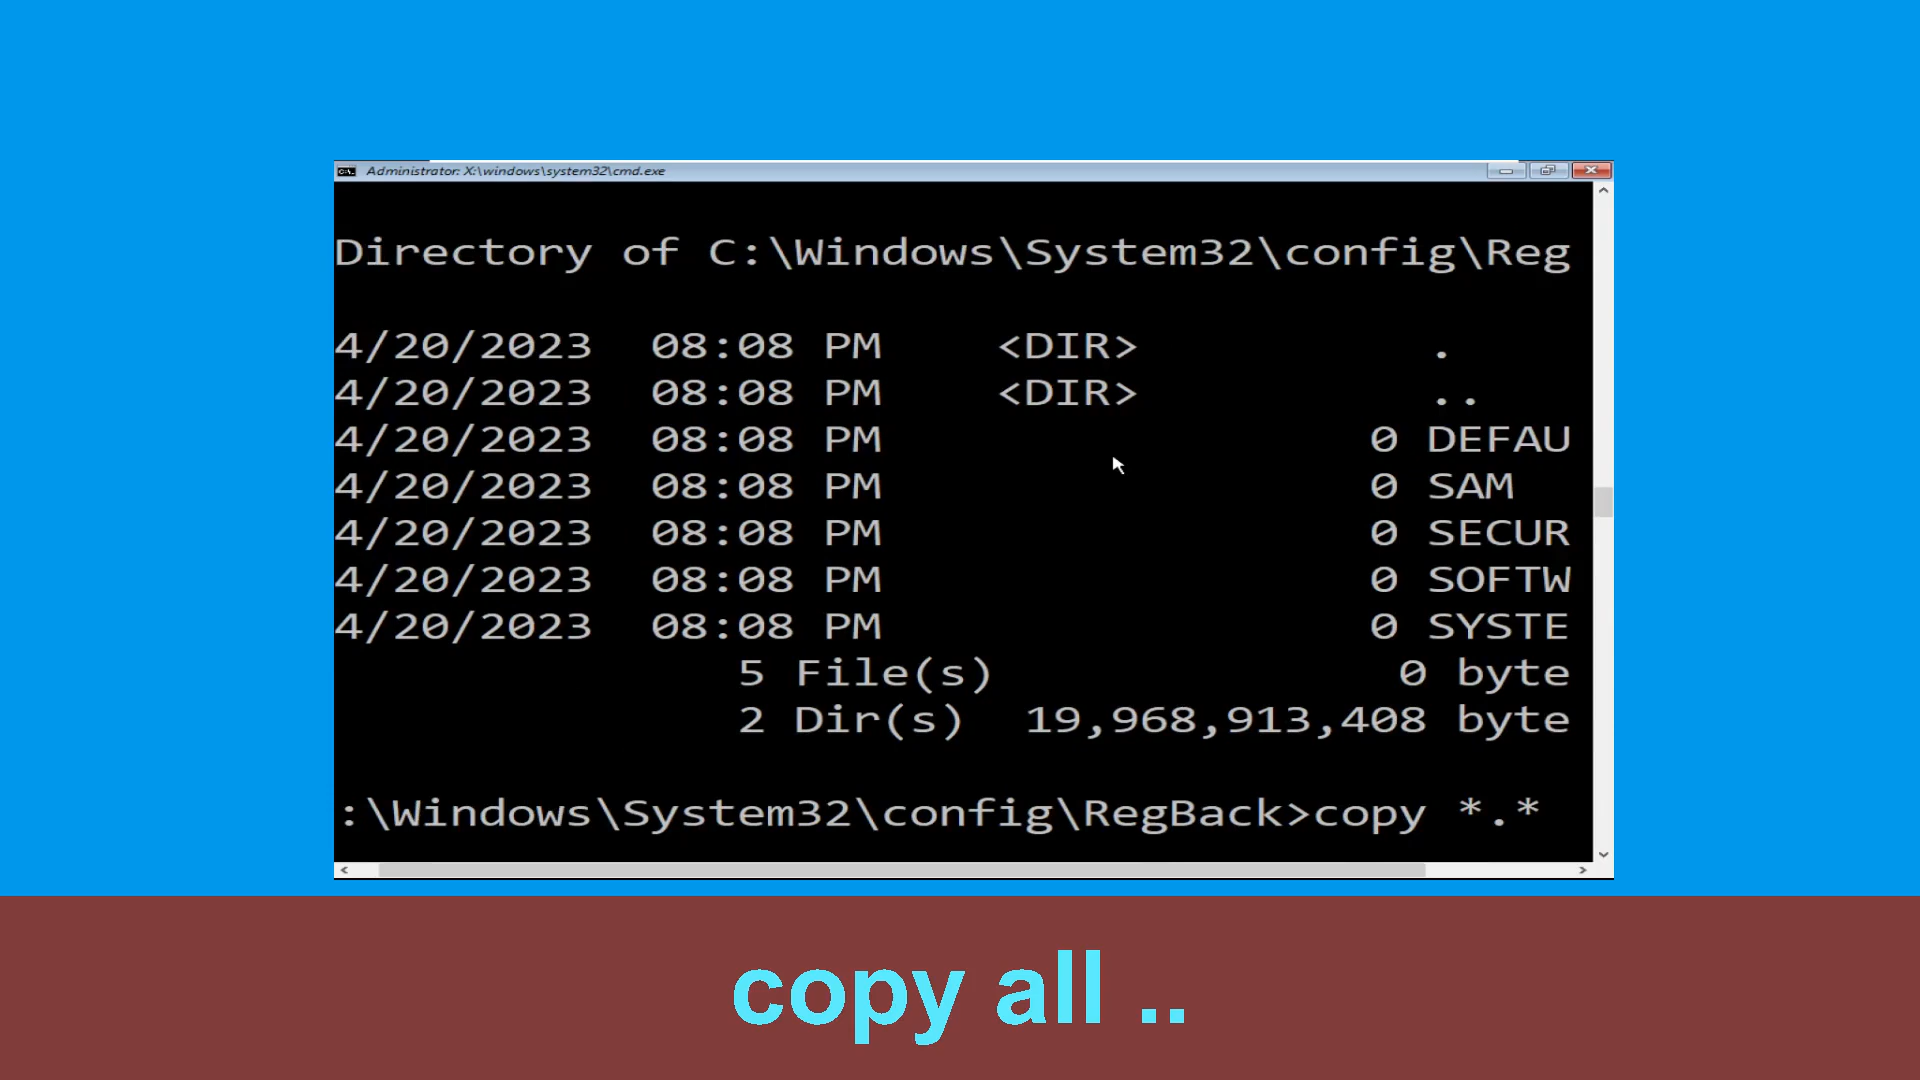 Administrator: X:\windows\system32\cmd.exe
Directory of C:\Windows\System32\config\Reg
4/20/2023 08:08 PM <DIR> .
4/20/2023 08:08 PM <DIR> ..
4/20/2023 08:08 PM 0 DEFAU
4/20/2023 08:08 PM 0 SAM
4/20/2023 08:08 PM 0 SECUR
4/20/2023 08:08 PM 0 SOFTW
4/20/2023 08:08 PM 0 SYSTE
5 File(s) 0 byte
2 Dir(s) 19,968,913,408 byte
:\Windows\System32\config\RegBack>copy *.*
copy all ..